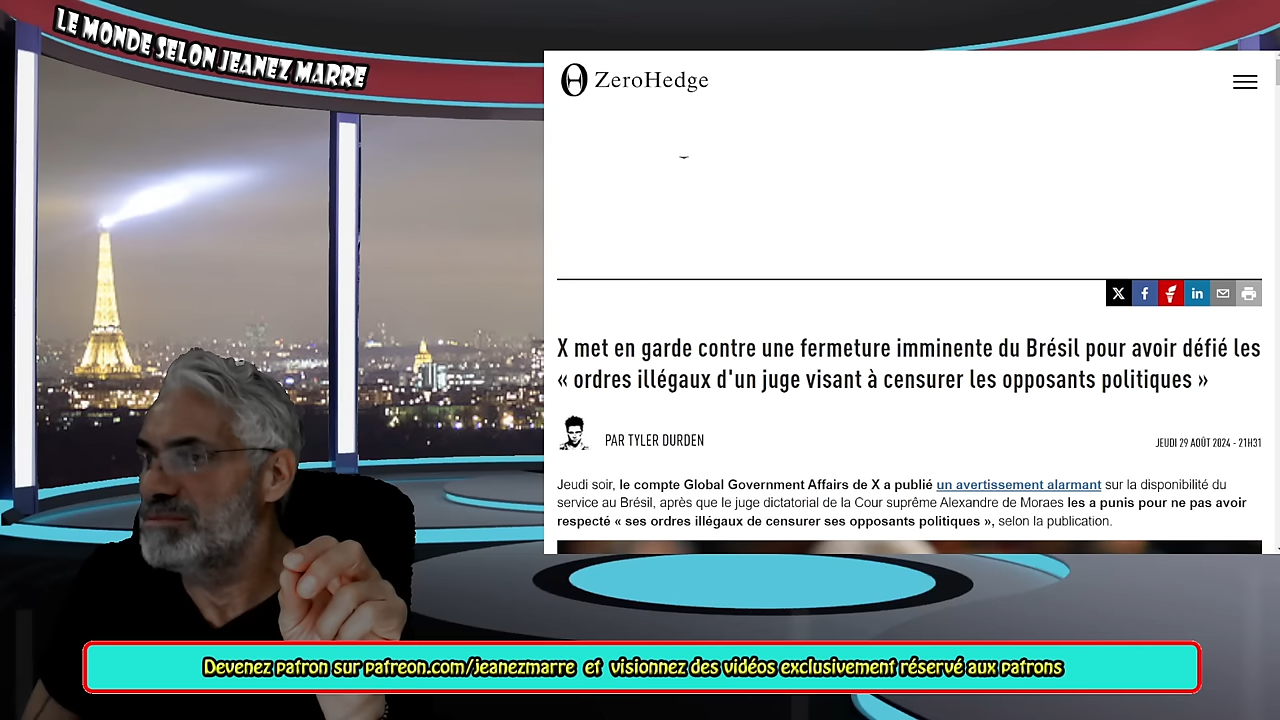 LE MONDE SELON JEANEZ MARRE
ZeroHedge
X met en garde contre une fermeture imminente du Brésil pour avoir défié les
« ordres illégaux d'un juge visant à censurer les opposants politiques »
PAR TYLER DURDEN
JEUDI 29 AOÛT 2024 - 21H31
Jeudi soir, le compte Global Government Affairs de X a publié un avertissement alarmant sur la disponibilité du
service au Brésil, après que le juge dictatorial de la Cour suprême Alexandre de Moraes les a punis pour ne pas avoir
respecté « ses ordres illégaux de censurer ses opposants politiques », selon la publication.
Devenez patron sur patreon.com/jeanezmarre et visionnez des vidéos exclusivement réservé aux patrons